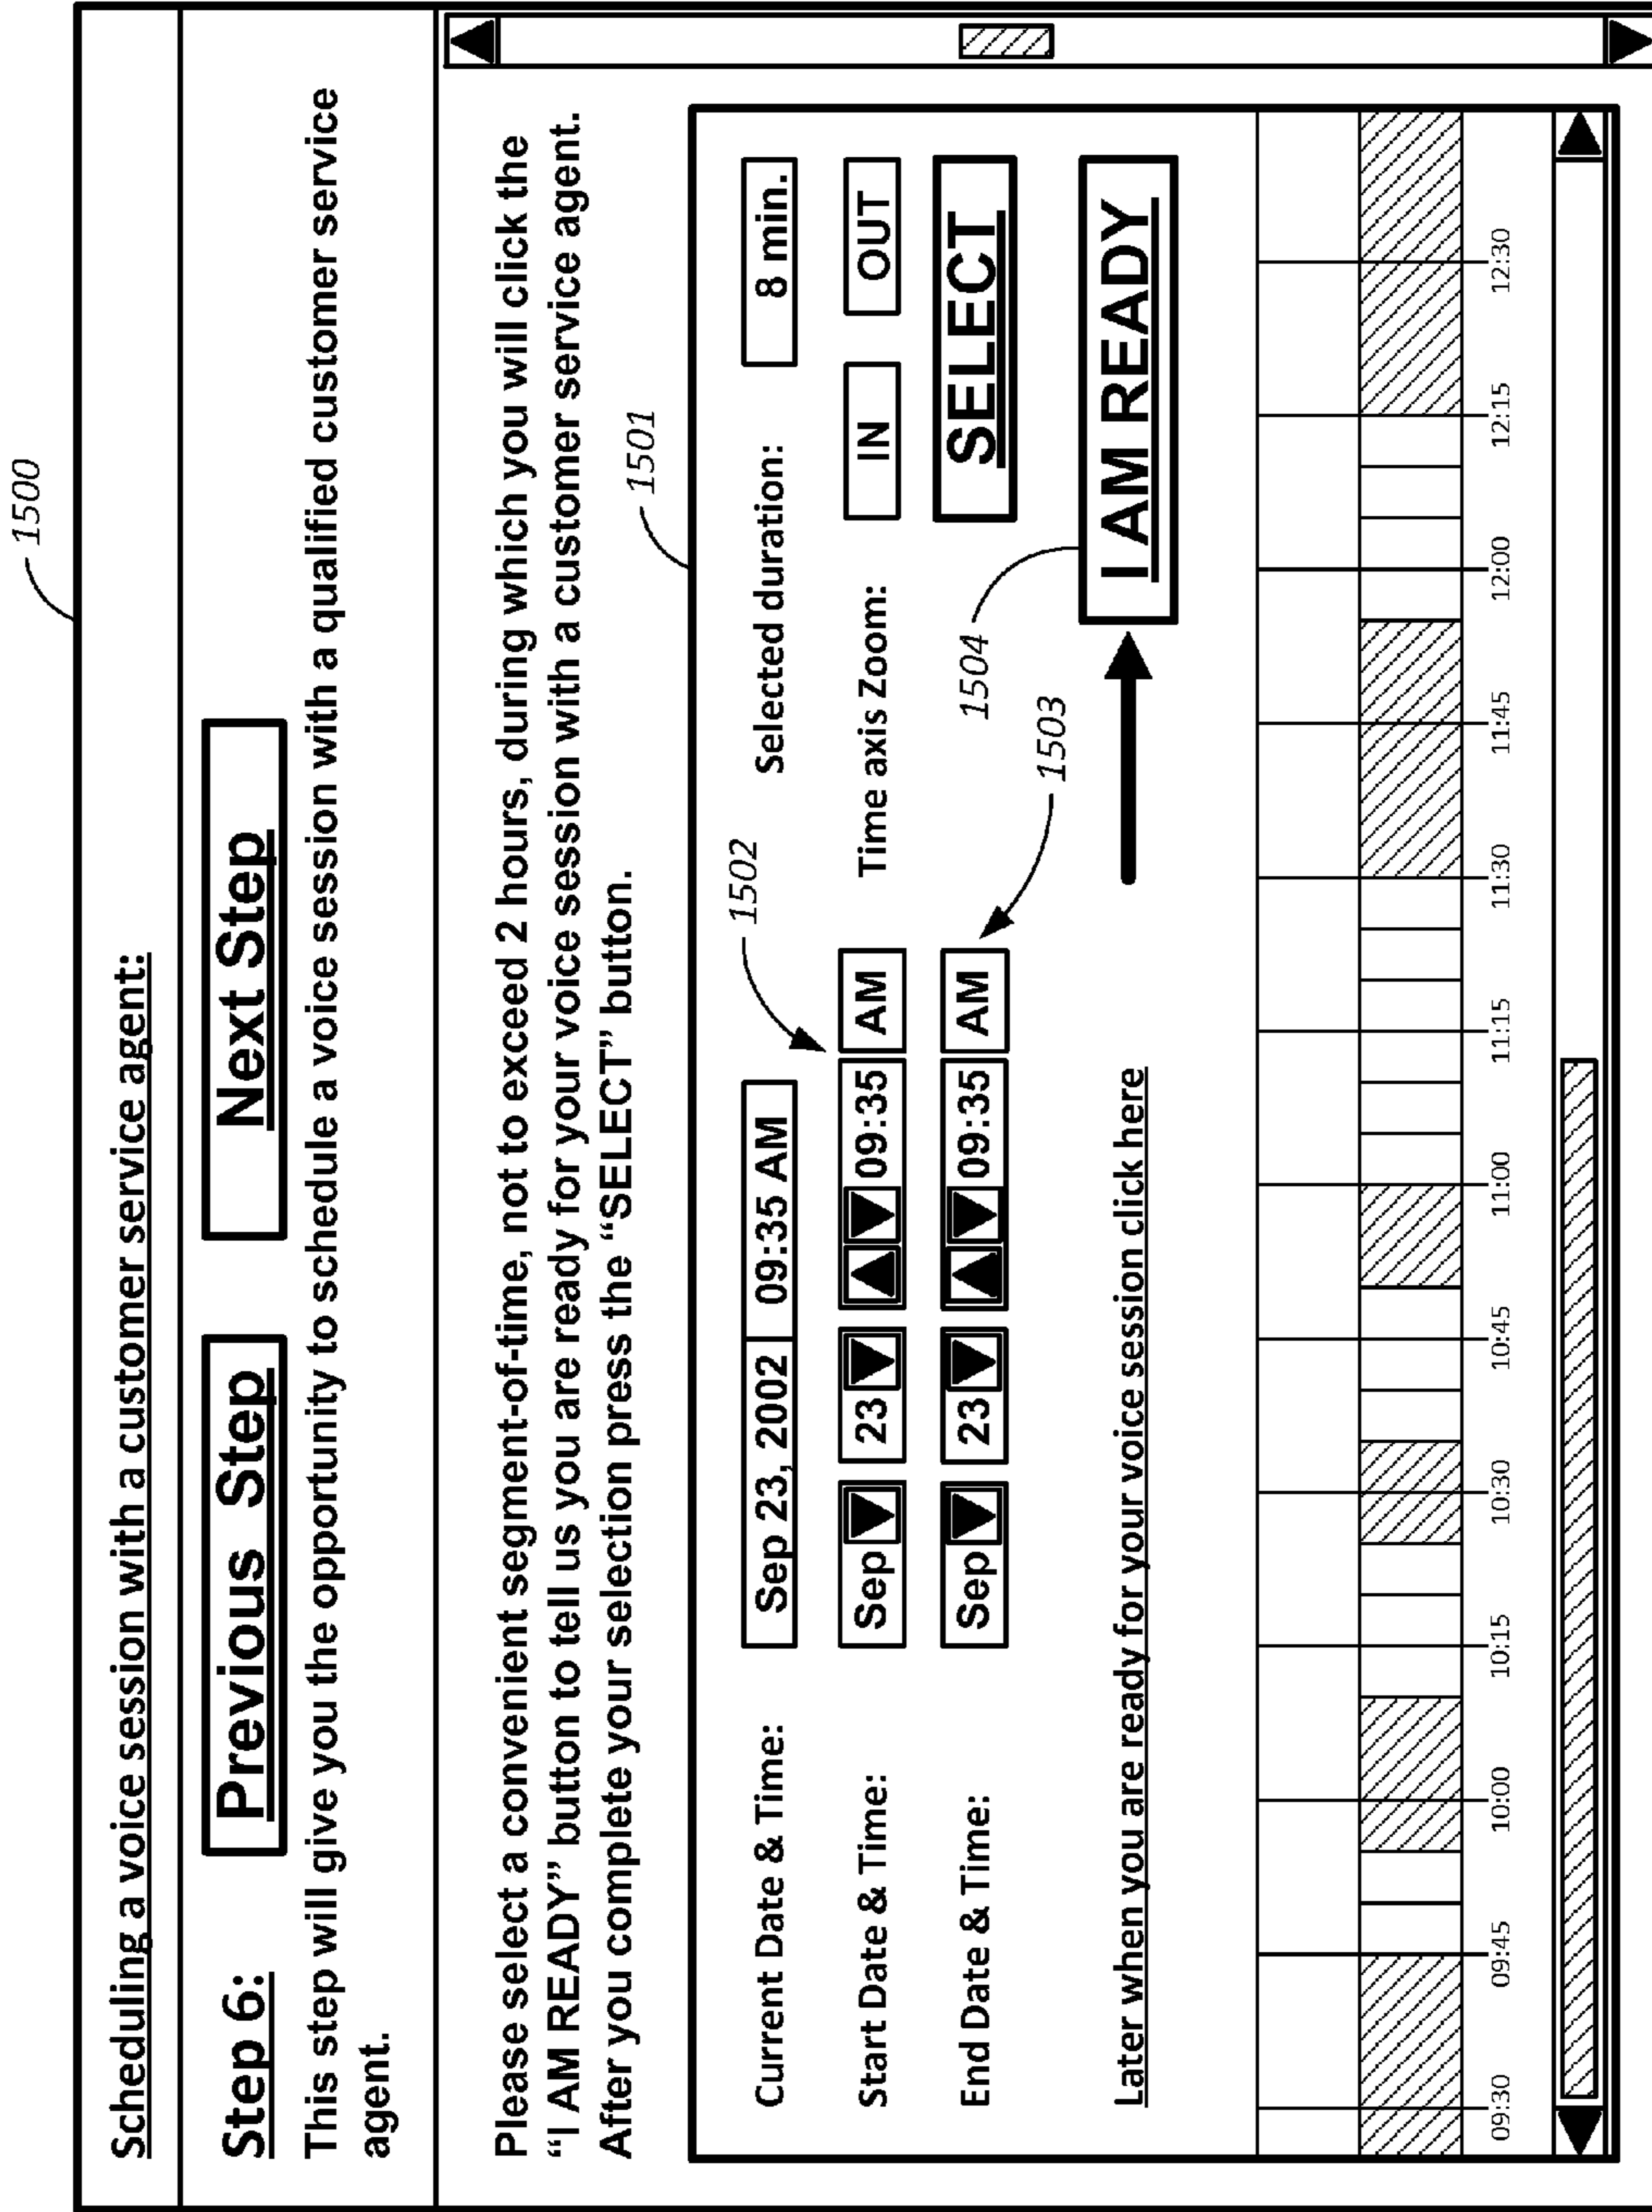 1500
Scheduling a voice session with a customer service agent:
Step 6: Previous Step Next Step
This step will give you the opportunity to schedule a voice session with a qualified customer service
agent.
Please select a convenient segment-of-time, not to exceed 2 hours, during which you will click the
“I AM READY” button to tell us you are ready for your voice session with a customer service agent.
After you complete your selection press the “SELECT” button.
1501
1502
Current Date & Time: Sep 23, 2002 09:35 AM Selected duration: 8 min.
Start Date & Time: Sep 23 09:35 AM Time axis Zoom: IN OUT
End Date & Time: Sep 23 09:35 AM SELECT
1504
1503
Later when you are ready for your voice session click here I AM READY
09:30 09:45 10:00 10:15 10:30 10:45 11:00 11:15 11:30 11:45 12:00 12:15 12:30